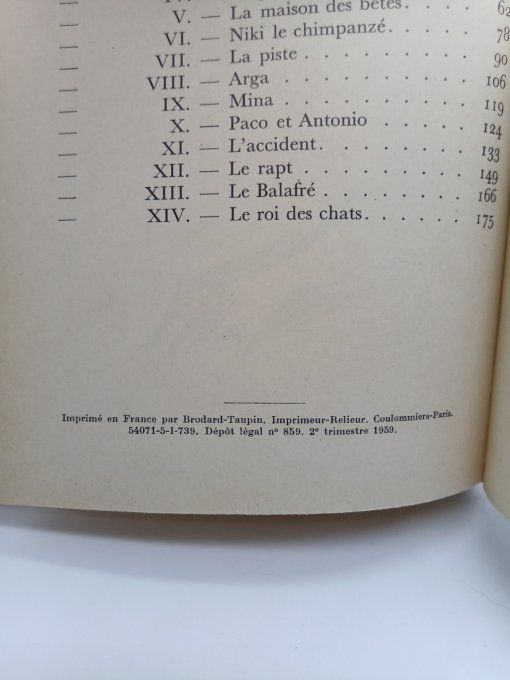 V. — La maison des bêtes. . . . . 62
— VI. — Niki le chimpanzé. . . . . . 78
— VII. — La piste . . . . . . . . . 90
— VIII. — Arga . . . . . . . . . 106
— IX. — Mina . . . . . . . . . 119
— X. — Paco et Antonio . . . . . 124
— XI. — L'accident. . . . . . . . 133
— XII. — Le rapt . . . . . . . . 149
— XIII. — Le Balafré . . . . . . . 166
— XIV. — Le roi des chats. . . . . . 175
Imprimé en France par Brodard-Taupin. Imprimeur-Relieur. Coulommiers-Paris.
54071-5-I-739. Dépôt légal nº 859. 2e trimestre 1959.